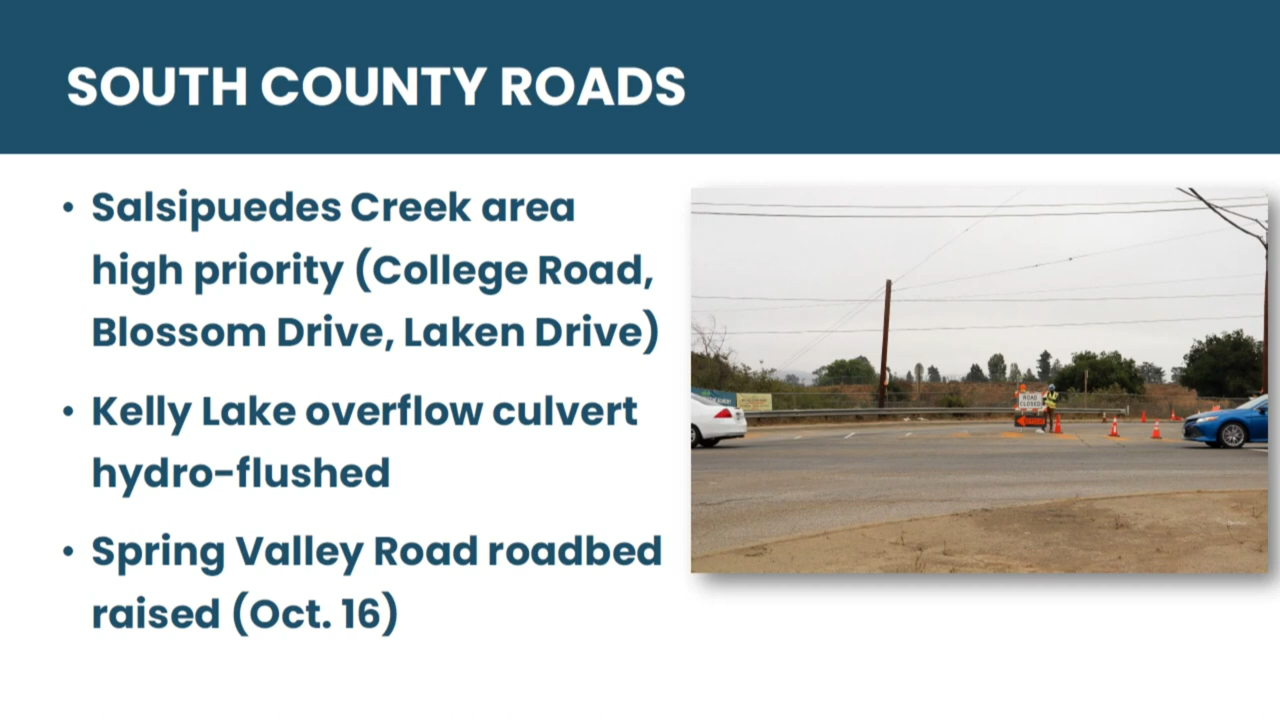 SOUTH COUNTY ROADS
• Salsipuedes Creek area
high priority (College Road,
Blossom Drive, Laken Drive)
• Kelly Lake overflow culvert
hydro-flushed
• Spring Valley Road roadbed
raised (Oct. 16)
ROAD
CLOSED